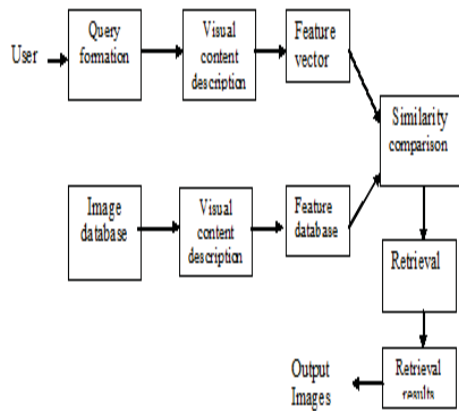 User
Query
formation
Visual
content
description
Feature
vector
Similarity
comparison
Image
database
Visual
content
description
Feature
database
Retrieval
Retrieval
results
Output
Images